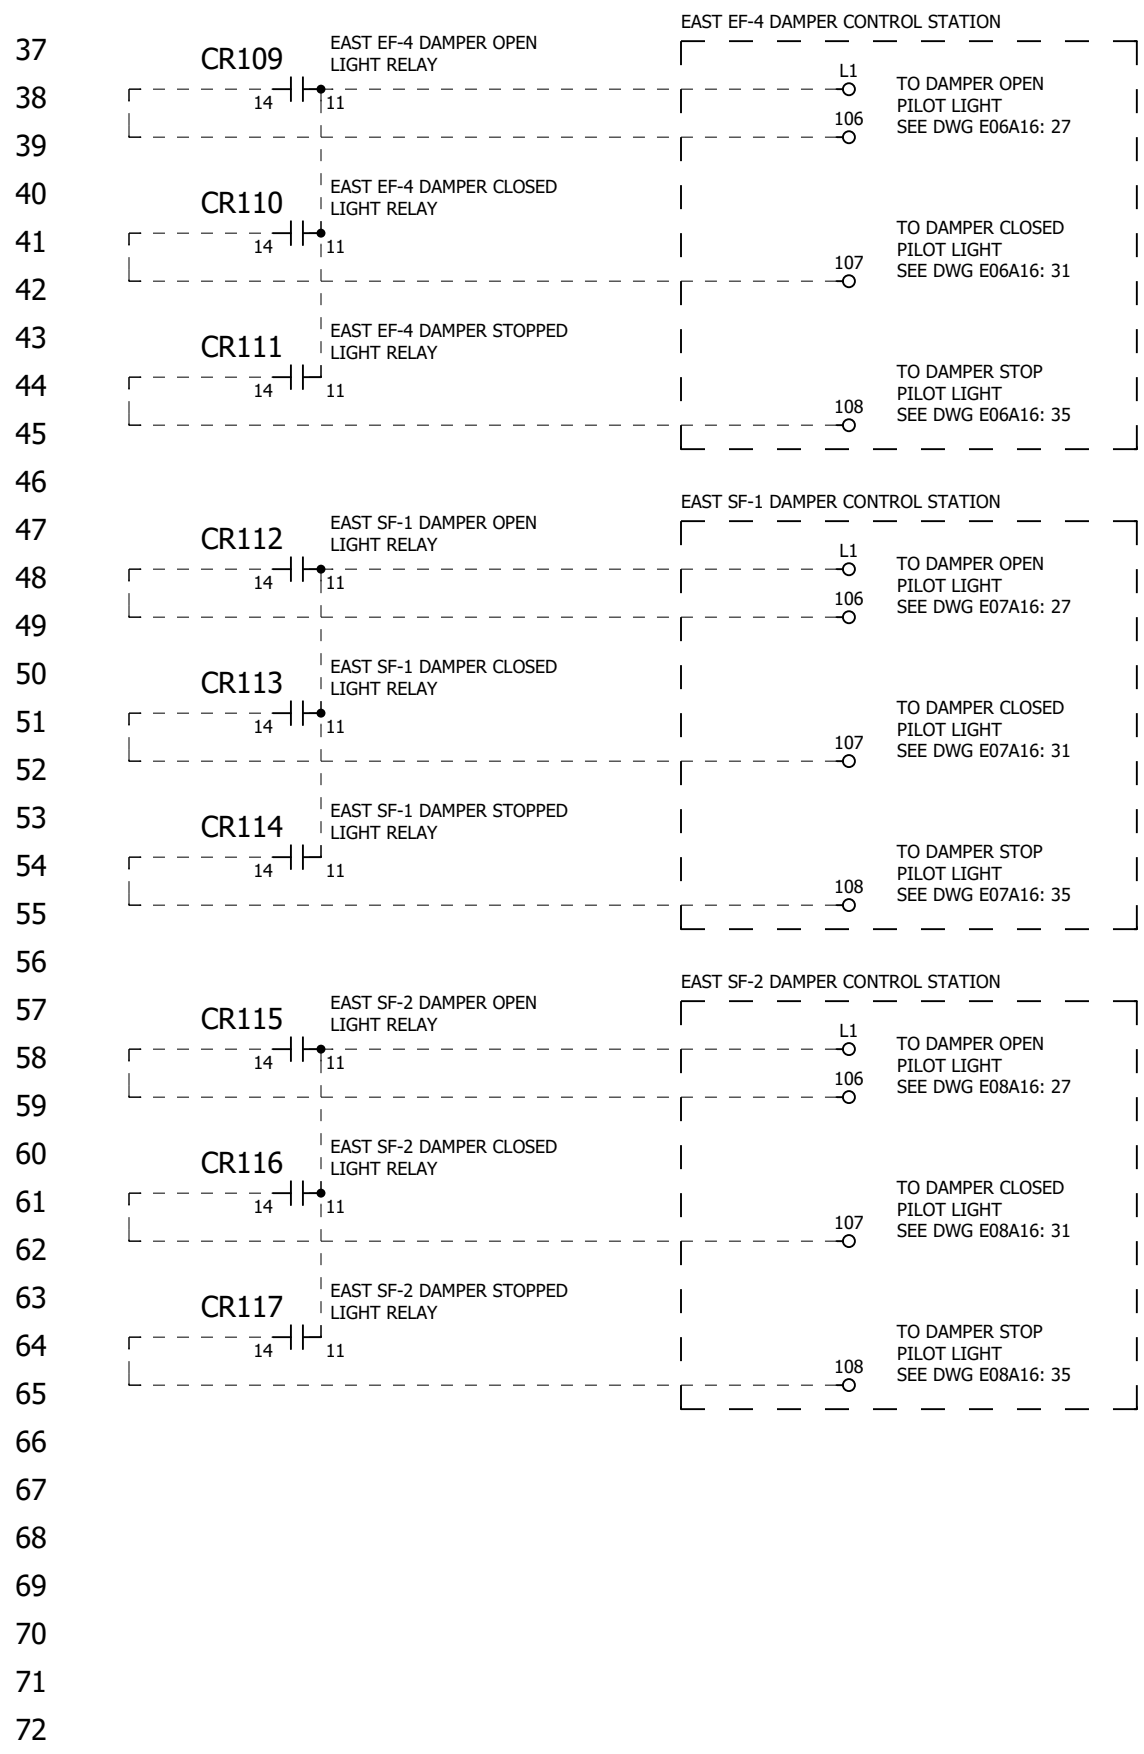 EAST EF-4 DAMPER CONTROL STATION
37
CR109
EAST EF-4 DAMPER OPEN
LIGHT RELAY
38
14
11
L1
TO DAMPER OPEN
PILOT LIGHT
SEE DWG E06A16: 27
106
39
40
CR110
EAST EF-4 DAMPER CLOSED
LIGHT RELAY
41
14
11
TO DAMPER CLOSED
PILOT LIGHT
SEE DWG E06A16: 31
107
42
43
CR111
EAST EF-4 DAMPER STOPPED
LIGHT RELAY
44
14
11
TO DAMPER STOP
PILOT LIGHT
SEE DWG E06A16: 35
108
45
46
EAST SF-1 DAMPER CONTROL STATION
47
CR112
EAST SF-1 DAMPER OPEN
LIGHT RELAY
48
14
11
L1
TO DAMPER OPEN
PILOT LIGHT
SEE DWG E07A16: 27
106
49
50
CR113
EAST SF-1 DAMPER CLOSED
LIGHT RELAY
51
14
11
TO DAMPER CLOSED
PILOT LIGHT
SEE DWG E07A16: 31
107
52
53
CR114
EAST SF-1 DAMPER STOPPED
LIGHT RELAY
54
14
11
TO DAMPER STOP
PILOT LIGHT
SEE DWG E07A16: 35
108
55
56
EAST SF-2 DAMPER CONTROL STATION
57
CR115
EAST SF-2 DAMPER OPEN
LIGHT RELAY
58
14
11
L1
TO DAMPER OPEN
PILOT LIGHT
SEE DWG E08A16: 27
106
59
60
CR116
EAST SF-2 DAMPER CLOSED
LIGHT RELAY
61
14
11
TO DAMPER CLOSED
PILOT LIGHT
SEE DWG E08A16: 31
107
62
63
CR117
EAST SF-2 DAMPER STOPPED
LIGHT RELAY
64
14
11
TO DAMPER STOP
PILOT LIGHT
SEE DWG E08A16: 35
108
65
66
67
68
69
70
71
72